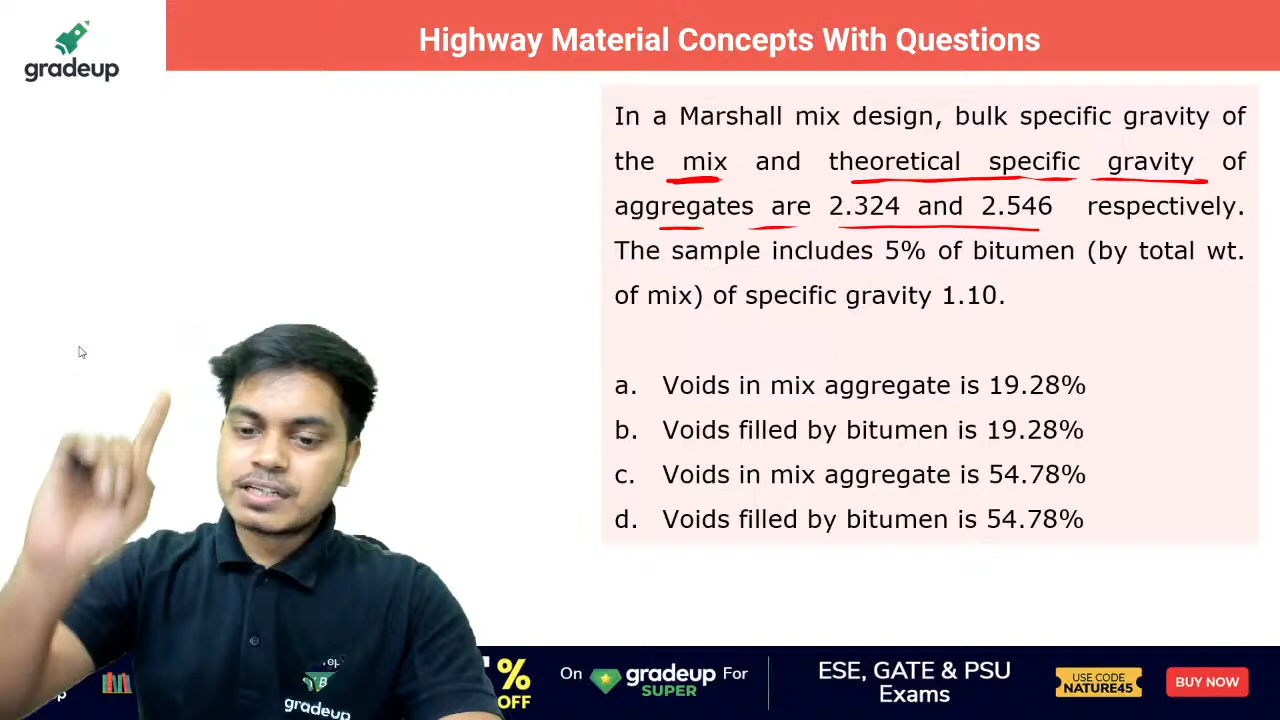 Highway Material Concepts With Questions
gradeup
In a Marshall mix design, bulk specific gravity of
the mix and theoretical specific gravity of
aggregates are 2.324 and 2.546 respectively.
The sample includes 5% of bitumen (by total wt.
of mix) of specific gravity 1.10.
a. Voids in mix aggregate is 19.28%
b. Voids filled by bitumen is 19.28%
c. Voids in mix aggregate is 54.78%
d. Voids filled by bitumen is 54.78%
gradeup
% OFF
On gradeup SUPER For
ESE, GATE & PSU
Exams
USE CODE
NATURE45
BUY NOW